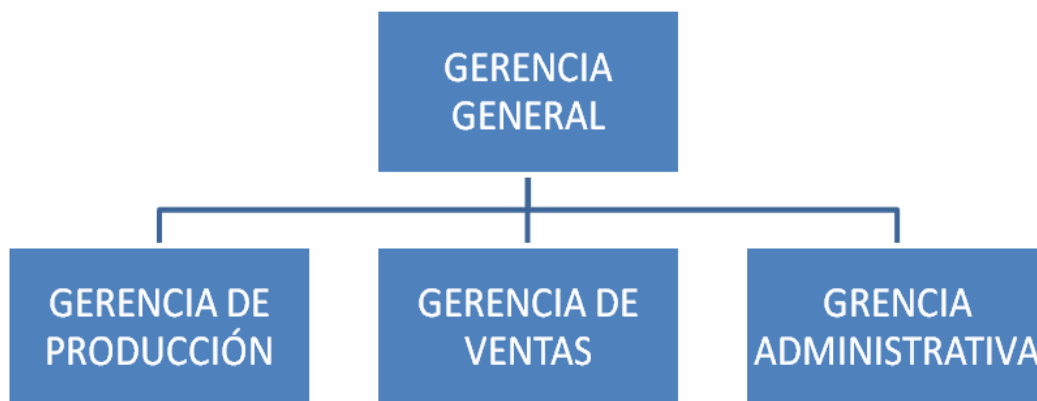 GERENCIA
GENERAL
GERENCIA DE
PRODUCCIÓN
GERENCIA DE
VENTAS
GRENCIA
ADMINISTRATIVA